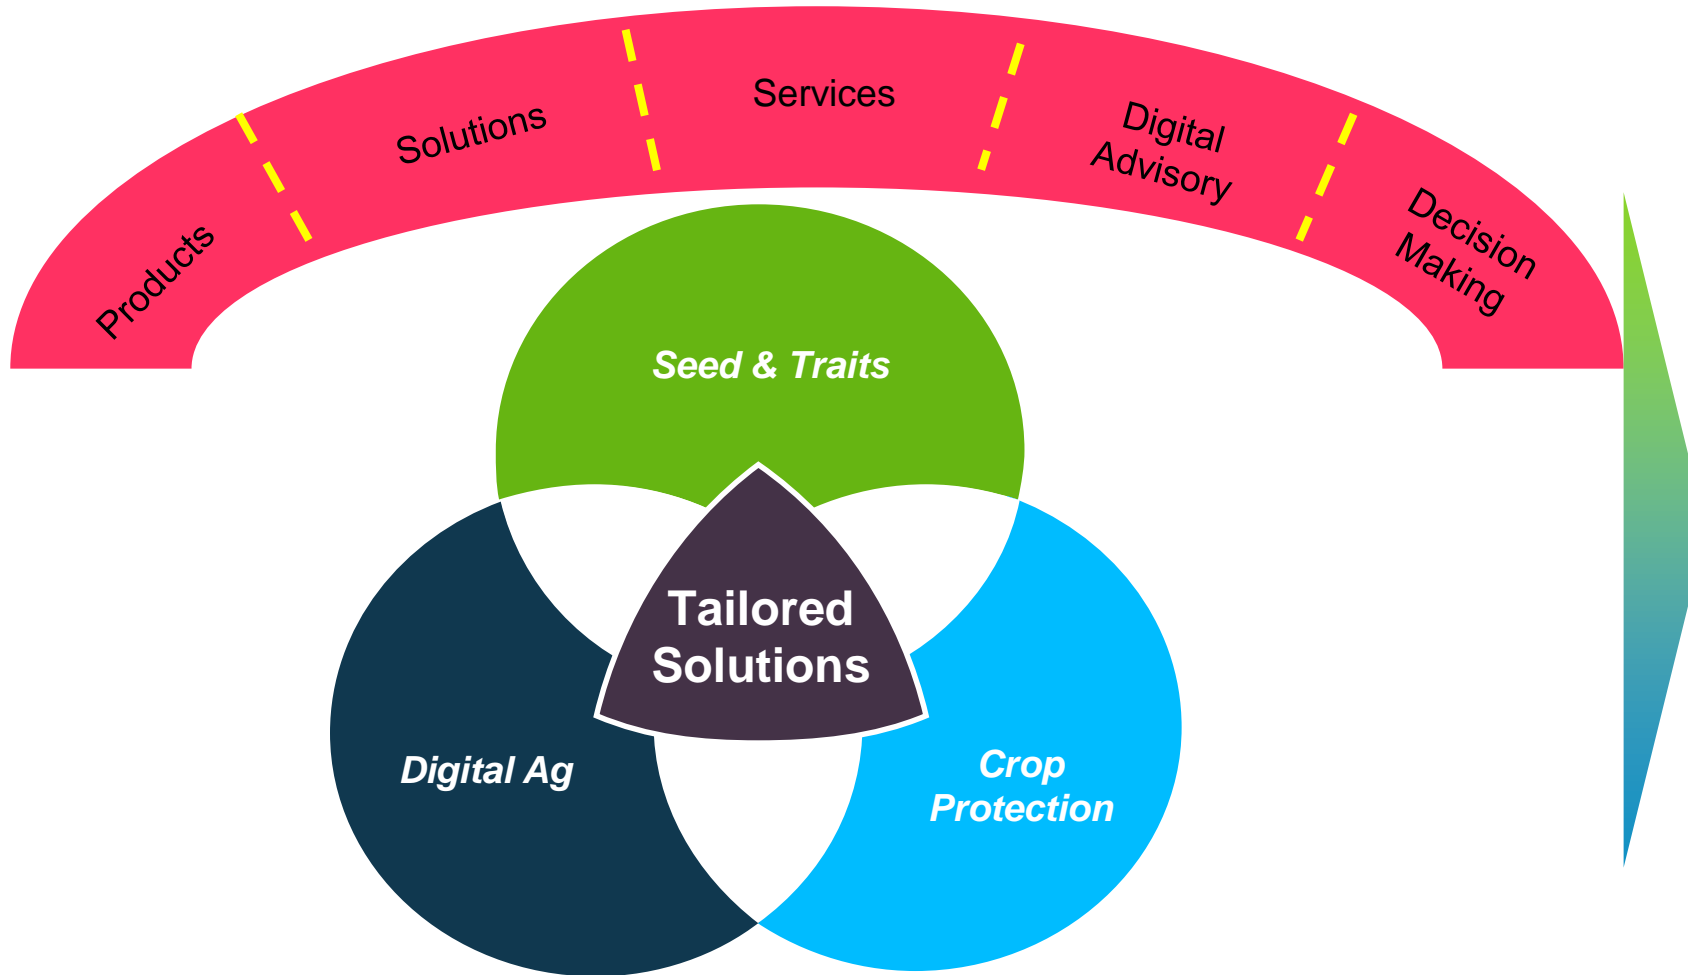 Products
Solutions
Services
Digital
Advisory
Decision
Making
Seed & Traits
Tailored
Solutions
Digital Ag
Crop
Protection